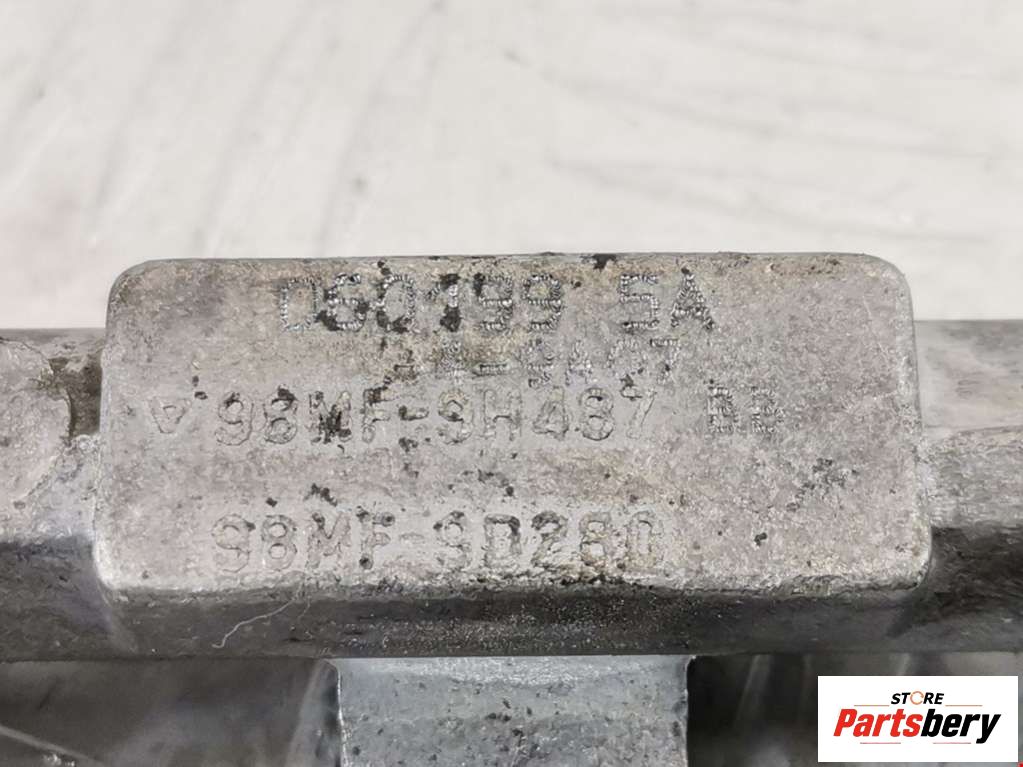 060199 5A
98MF-9H487 BB
98MF-9D280
STORE
Partsbery